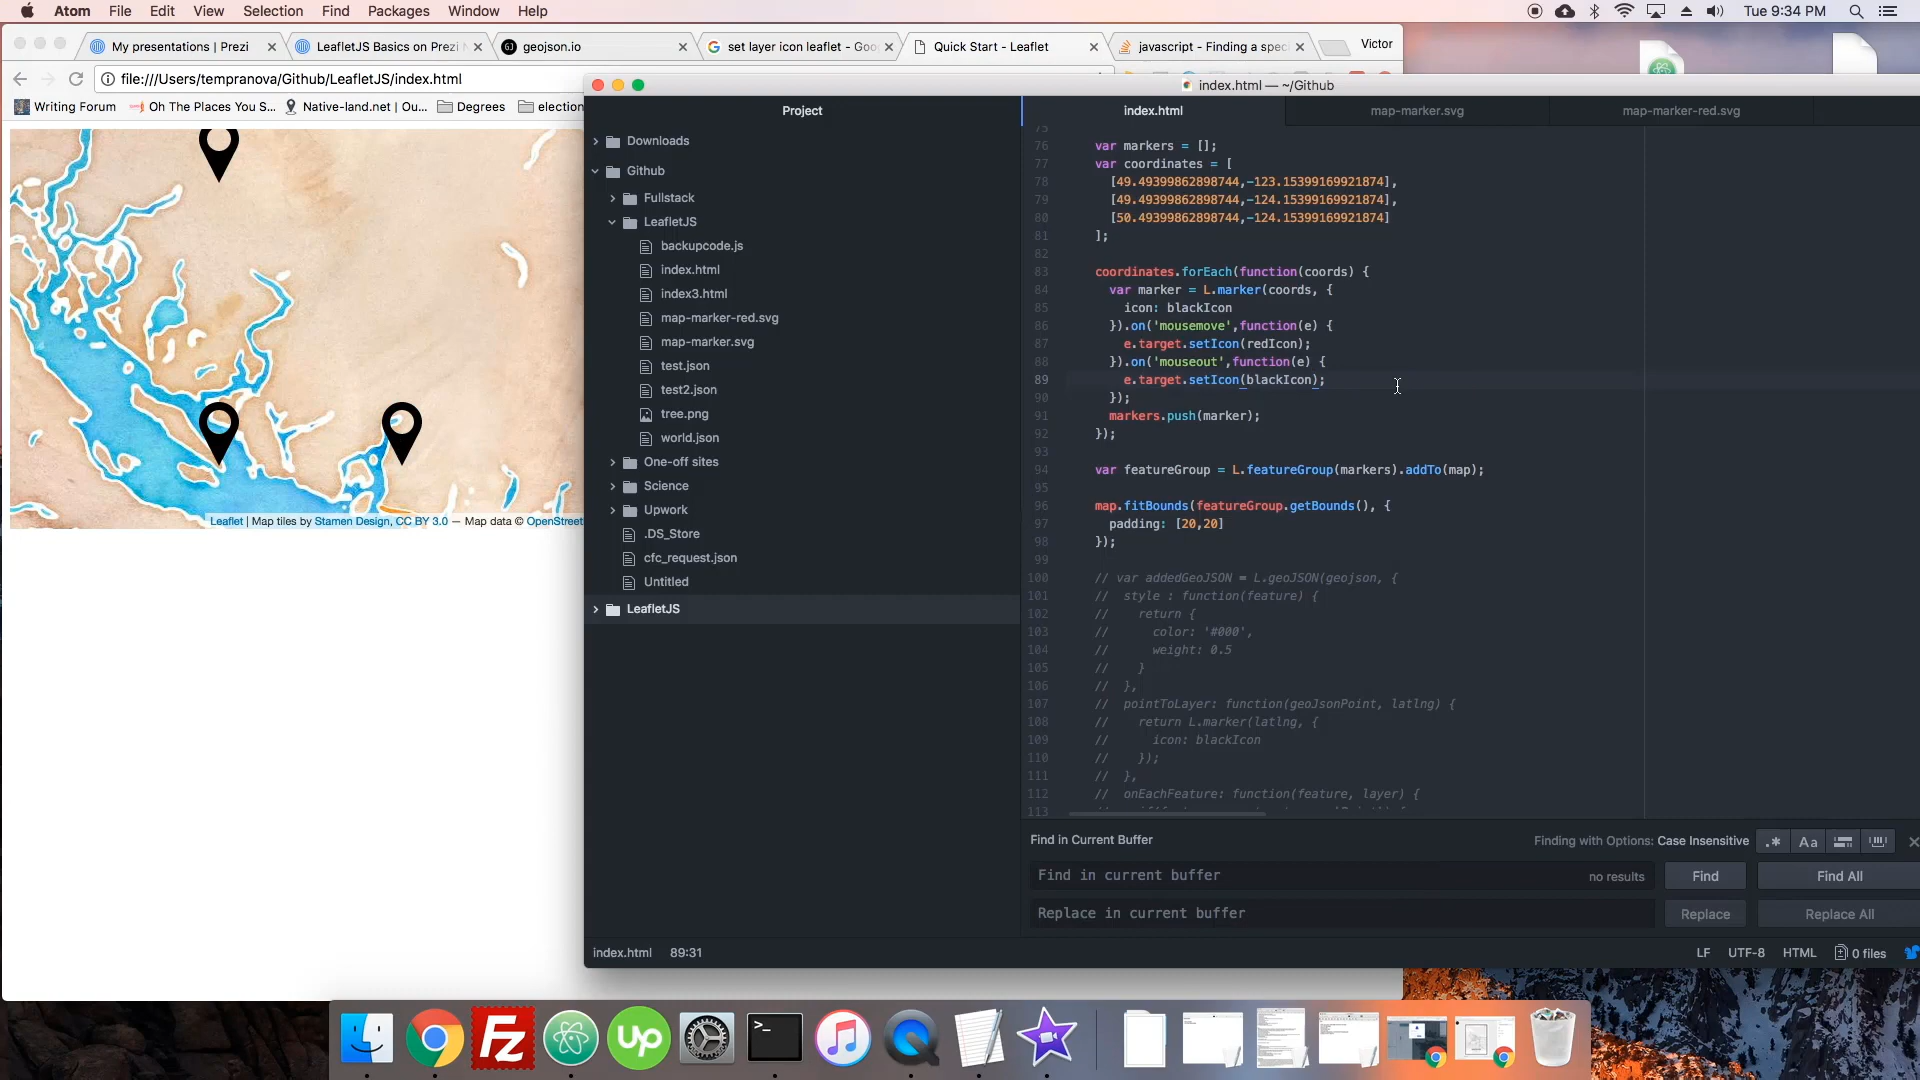 Atom File Edit View Selection Find Packages Window Help
Tue 9:34 PM
My presentations | Prezi
LeafletJS Basics on Prezi
geojson.io
set layer icon leaflet - Goo
Quick Start - Leaflet
javascript - Finding a spec
Victor
file:///Users/tempranova/Github/LeafletJS/index.html
Writing Forum
Oh The Places You S...
Native-land.net | Ou...
Degrees
election
index.html — ~/Github
Project
index.html
map-marker.svg
map-marker-red.svg
Downloads
Github
Fullstack
LeafletJS
backupcode.js
index.html
index3.html
map-marker-red.svg
map-marker.svg
test.json
test2.json
tree.png
world.json
One-off sites
Science
Upwork
.DS_Store
cfc_request.json
Untitled
LeafletJS
75
76 var markers = [];
77 var coordinates = [
78 [49.49399862898744,-123.15399169921874],
79 [49.49399862898744,-124.15399169921874],
80 [50.49399862898744,-124.15399169921874]
81 ];
82
83 coordinates.forEach(function(coords) {
84 var marker = L.marker(coords, {
85 icon: blackIcon
86 }).on('mousemove',function(e) {
87 e.target.setIcon(redIcon);
88 }).on('mouseout',function(e) {
89 e.target.setIcon(blackIcon);
90 });
91 markers.push(marker);
92 });
93
94 var featureGroup = L.featureGroup(markers).addTo(map);
95
96 map.fitBounds(featureGroup.getBounds(), {
97 padding: [20,20]
98 });
99
100 // var addedGeoJSON = L.geoJSON(geojson, {
101 // style : function(feature) {
102 // return {
103 // color: '#000',
104 // weight: 0.5
105 // }
106 // },
107 // pointToLayer: function(geoJsonPoint, latlng) {
108 // return L.marker(latlng, {
109 // icon: blackIcon
110 // });
111 // },
112 // onEachFeature: function(feature, layer) {
113
Leaflet | Map tiles by Stamen Design, CC BY 3.0 — Map data © OpenStreet
Find in Current Buffer
Finding with Options: Case Insensitive
.* Aa
Find in current buffer
no results
Find
Find All
Replace in current buffer
Replace
Replace All
index.html 89:31
LF UTF-8 HTML 0 files
Fz
Up
>_